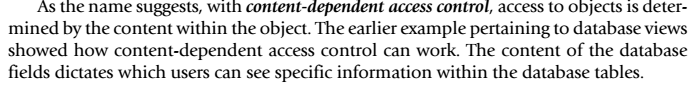 As the name suggests, with content-dependent access control, access to objects is deter-
mined by the content within the object. The earlier example pertaining to database views
showed how content-dependent access control can work. The content of the database
fields dictates which users can see specific information within the database tables.